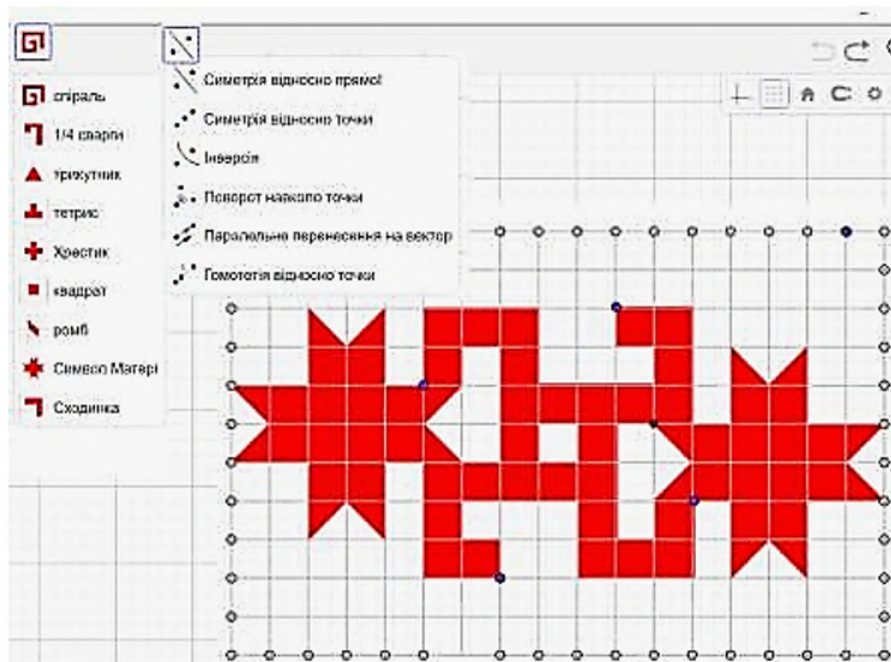 спіраль
1/4 сварги
трикутник
тетрис
Хрестик
квадрат
ромб
Символ Матері
Сходинка
Симетрія відносно прямої
Симетрія відносно точки
Інверсія
Поворот навколо точки
Паралельне перенесення на вектор
Гомотетія відносно точки